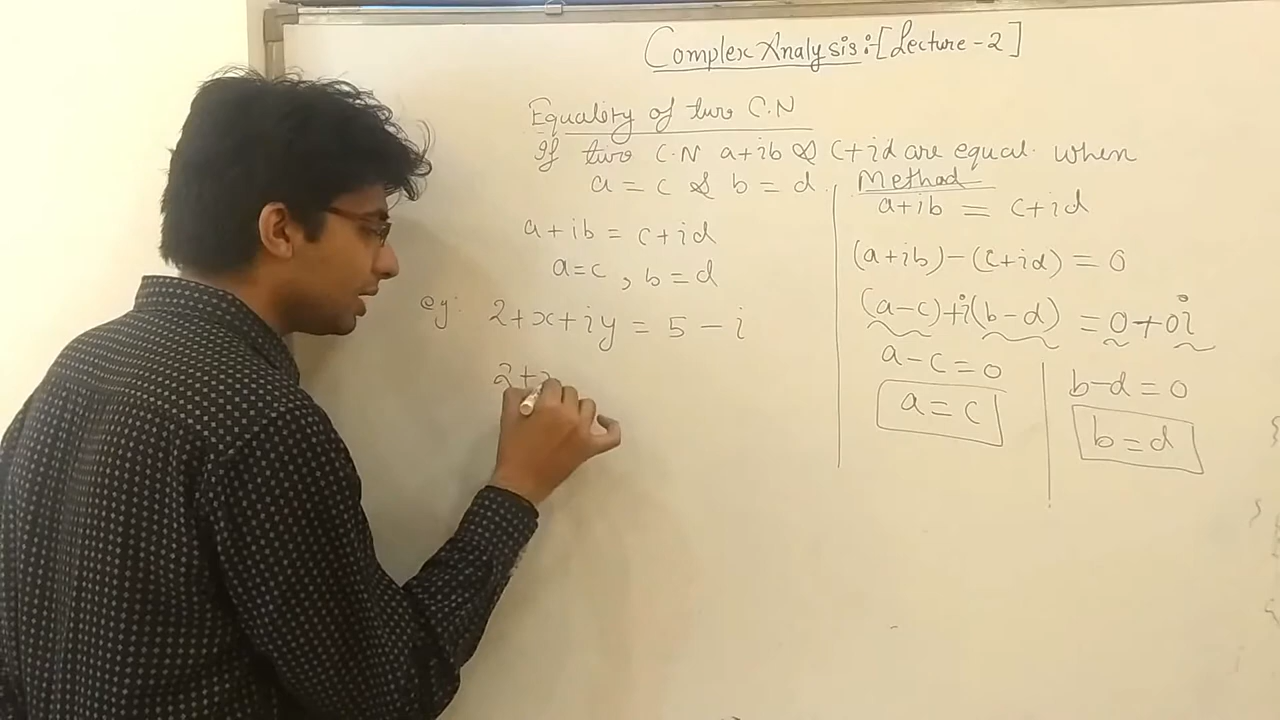 Complex Analysis :- [Lecture - 2]
Equality of two C.N
If two C.N a+ib & c+id are equal when
a = c & b = d
a+ib = c+id
a=c, b=d
eg: 2+x+iy = 5 - i
2+x
Method
a+ib = c+id
(a+ib)-(c+id) = 0
(a-c)+i(b-d) = 0+0i
a-c=0
a=c
b-d=0
b=d